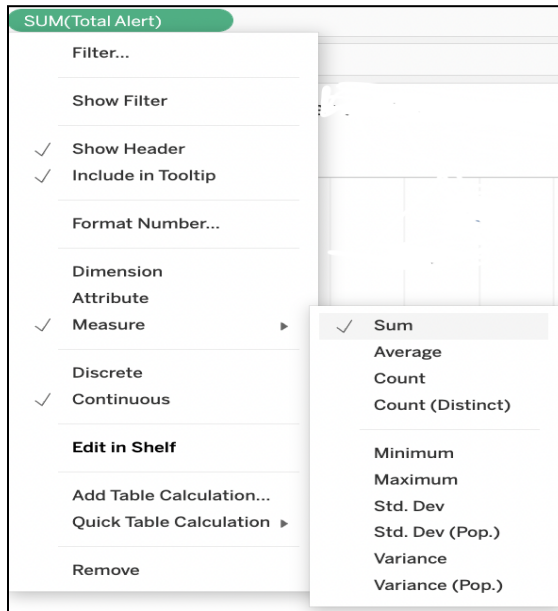 SUM(Total Alert)
Filter...
Show Filter
Show Header
Include in Tooltip
Format Number...
Dimension
Attribute
Measure
Discrete
Continuous
Edit in Shelf
Add Table Calculation...
Quick Table Calculation
Remove
Sum
Average
Count
Count (Distinct)
Minimum
Maximum
Std. Dev
Std. Dev (Pop.)
Variance
Variance (Pop.)